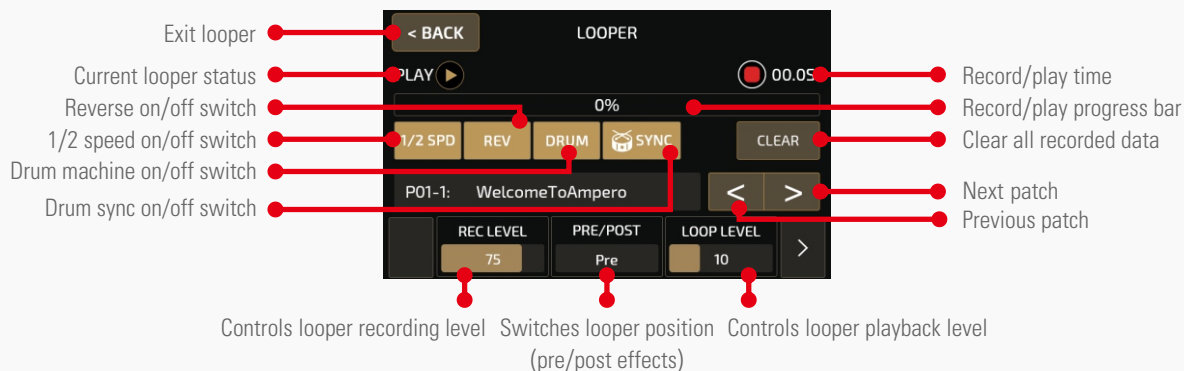 Exit looper
Current looper status
Reverse on/off switch
1/2 speed on/off switch
Drum machine on/off switch
Drum sync on/off switch
< BACK
LOOPER
PLAY
00.0S
0%
1/2 SPD REV DRUM SYNC CLEAR
P01-1: WelcomeToAmpero < >
REC LEVEL PRE/POST LOOP LEVEL
75 Pre 10 >
Record/play time
Record/play progress bar
Clear all recorded data
Next patch
Previous patch
Controls looper recording level
Switches looper position
(pre/post effects)
Controls looper playback level